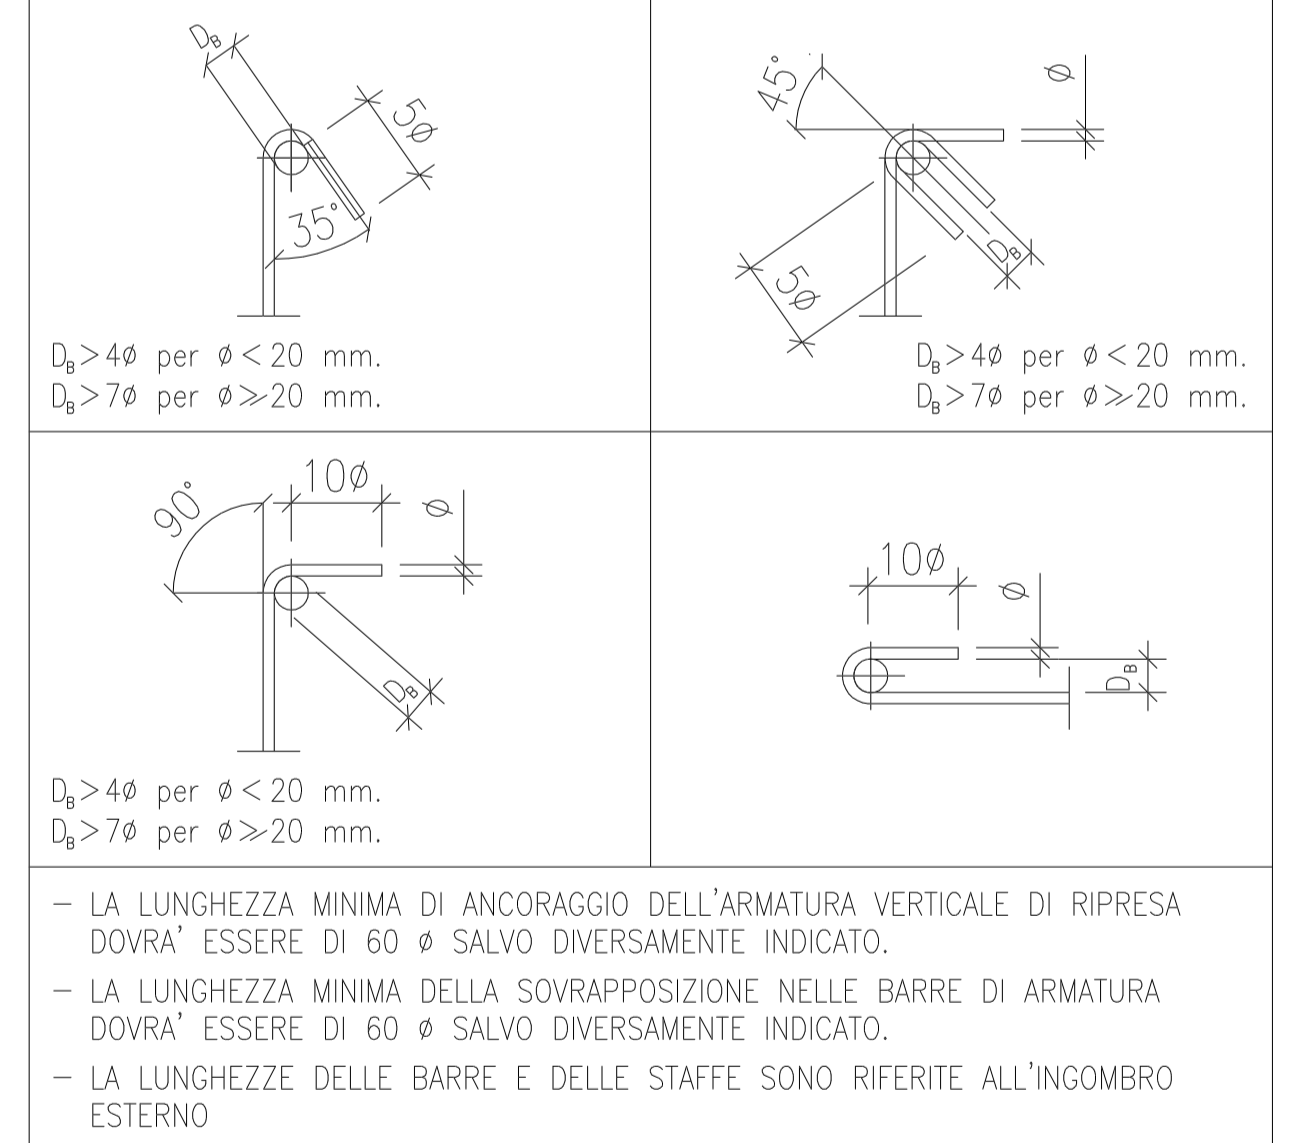 D_B
5ø
35°
D_B>4ø per ø<20 mm.
D_B>7ø per ø⩾20 mm.
45°
ø
5ø
D_B
D_B>4ø per ø<20 mm.
D_B>7ø per ø⩾20 mm.
90°
10ø
ø
D_B
D_B>4ø per ø<20 mm.
D_B>7ø per ø⩾20 mm.
10ø
ø
D_B
– LA LUNGHEZZA MINIMA DI ANCORAGGIO DELL'ARMATURA VERTICALE DI RIPRESA
DOVRA' ESSERE DI 60 ø SALVO DIVERSAMENTE INDICATO.
– LA LUNGHEZZA MINIMA DELLA SOVRAPPOSIZIONE NELLE BARRE DI ARMATURA
DOVRA' ESSERE DI 60 ø SALVO DIVERSAMENTE INDICATO.
– LA LUNGHEZZE DELLE BARRE E DELLE STAFFE SONO RIFERITE ALL'INGOMBRO
ESTERNO